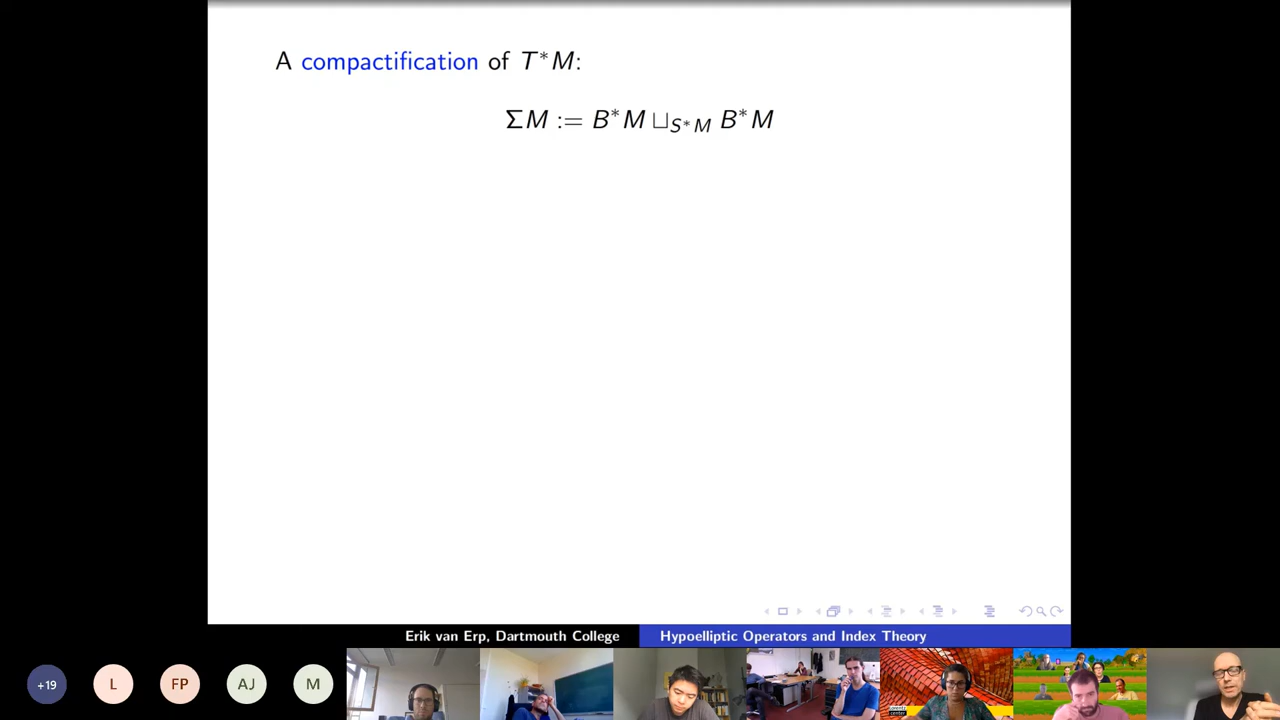 A compactification of T*M:
ΣM := B*M ⊔_{S*M} B*M
Erik van Erp, Dartmouth College
Hypoelliptic Operators and Index Theory
+19
L
FP
AJ
M